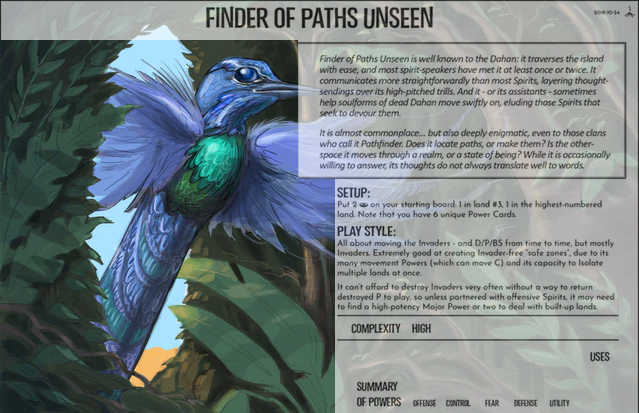 FINDER OF PATHS UNSEEN
2019.10.24
Finder of Paths Unseen is well known to the Dahan: it traverses the island
with ease, and most spirit-speakers have met it at least once or twice. It
communicates more straightforwardly than most Spirits, layering thought-
sendings over its high-pitched trills. And it - or its assistants - sometimes
help soulforms of dead Dahan move swiftly on, eluding those Spirits that
seek to devour them.
It is almost commonplace... but also deeply enigmatic, even to those clans
who call it Pathfinder. Does it locate paths, or make them? Is the other-
space it moves through a realm, or a state of being? While it is occasionally
willing to answer, its thoughts do not always translate well to words.
SETUP:
Put 2 on your starting board: 1 in land #3, 1 in the highest-numbered
land. Note that you have 6 unique Power Cards.
PLAY STYLE:
All about moving the Invaders - and D/P/BS from time to time, but mostly
Invaders. Extremely good at creating Invader-free "safe zones", due to its
many movement Powers (which can move C) and its capacity to Isolate
multiple lands at once.
It can't afford to destroy Invaders very often without a way to return
destroyed P to play, so unless partnered with offensive Spirits, it may need
to find a high-potency Major Power or two to deal with built-up lands.
COMPLEXITY HIGH
USES
SUMMARY
OF POWERS OFFENSE CONTROL FEAR DEFENSE UTILITY